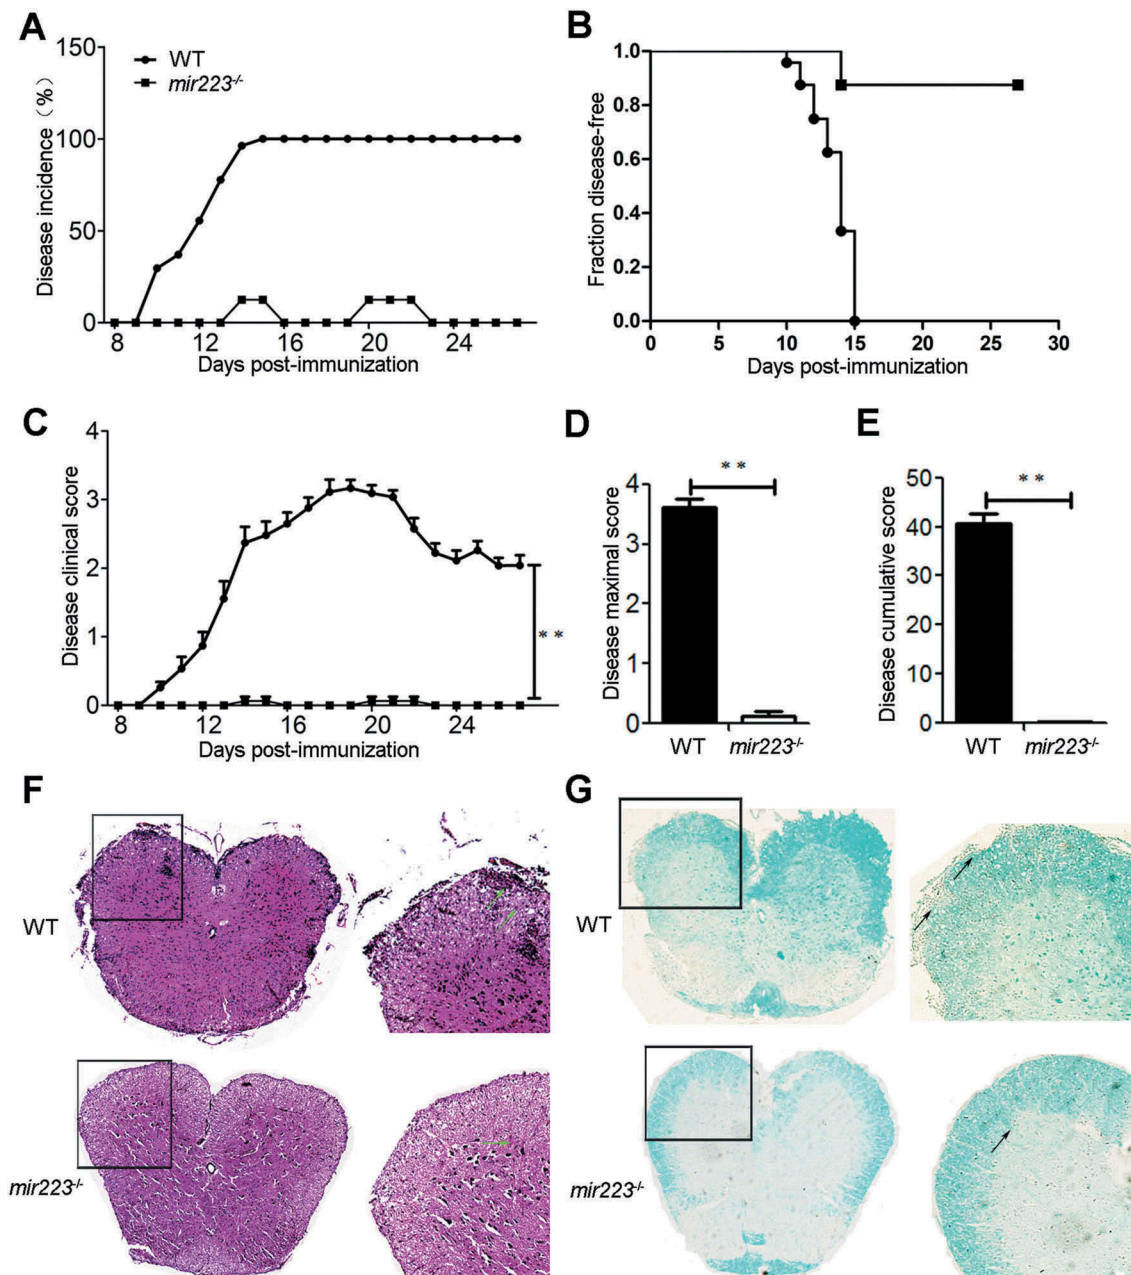 A
WT
mir223-/-
Disease incidence (%)
150
100
50
0
8 12 16 20 24
Days post-immunization
B
Fraction disease-free
1.0
0.8
0.6
0.4
0.2
0.0
0 5 10 15 20 25 30
Days post-immunization
C
Disease clinical score
4
3
2
1
0
**
8 12 16 20 24
Days post-immunization
D
**
Disease maximal score
4
3
2
1
0
WT mir223-/-
E
**
Disease cumulative score
50
40
30
20
10
0
WT mir223-/-
F
WT
mir223-/-
G
WT
mir223-/-